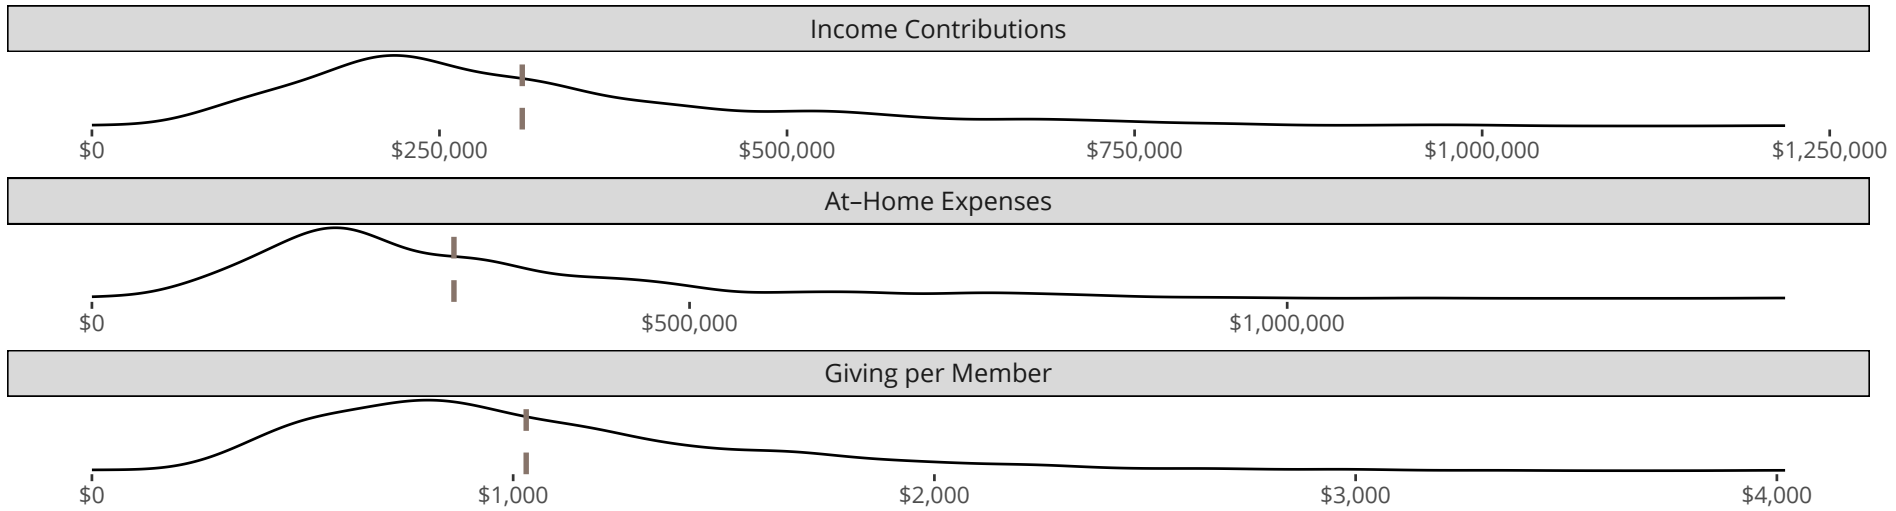 Income Contributions
$0 $250,000 $500,000 $750,000 $1,000,000 $1,250,000
At–Home Expenses
$0 $500,000 $1,000,000
Giving per Member
$0 $1,000 $2,000 $3,000 $4,000